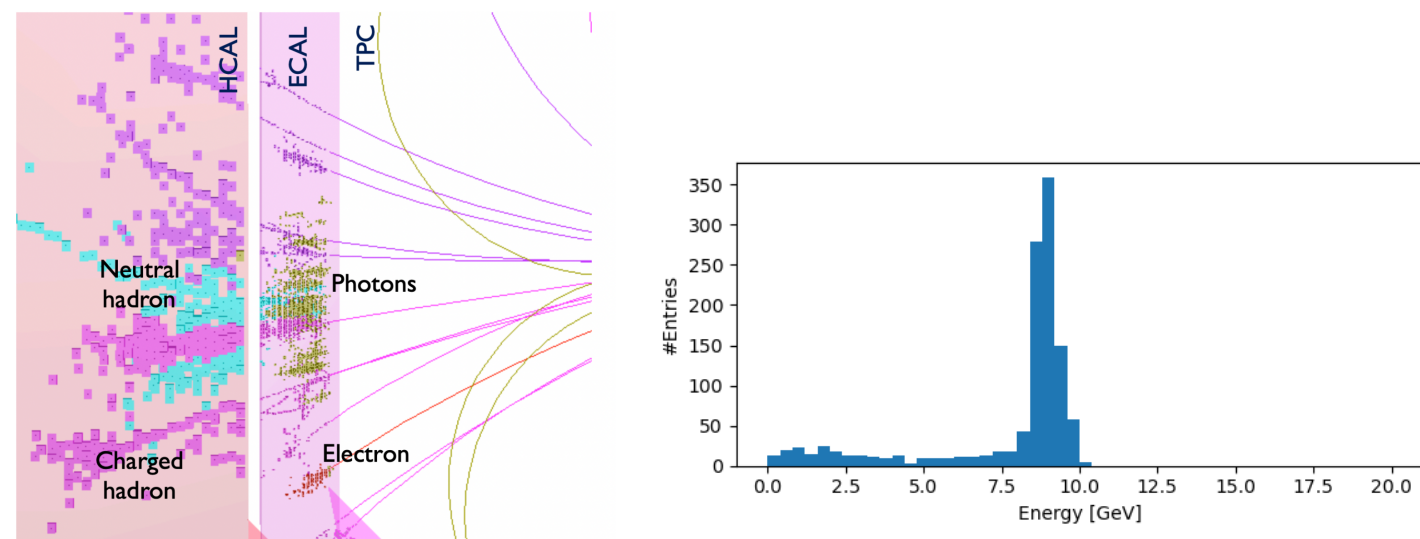 HCAL
ECAL
TPC
Neutral
hadron
Photons
Electron
Charged
hadron
350
300
250
200
150
100
50
0
#Entries
0.0 2.5 5.0 7.5 10.0 12.5 15.0 17.5 20.0
Energy [GeV]